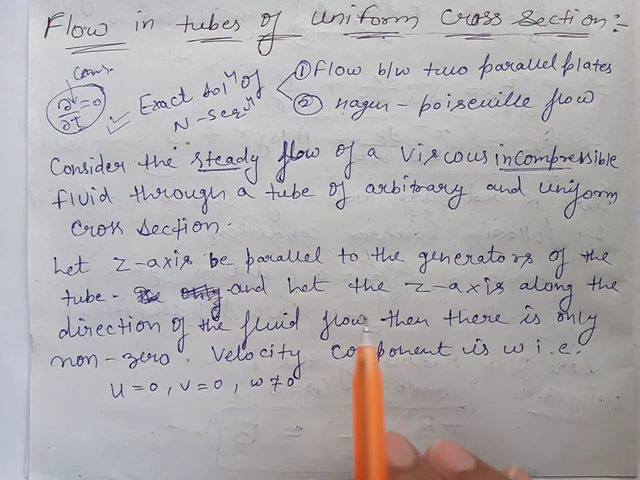 Flow in tubes of uniform cross section:-
Cons.
∂/∂t=0 Exact solⁿ of N-S eqⁿ
① Flow b/w two parallel plates
② hagen-poiseuille flow
Consider the steady flow of a viscous incompressible
fluid through a tube of arbitrary and uniform
cross section.
Let z-axis be parallel to the generators of the
tube- and Let the z-axis along the
direction of the fluid flow then there is only
non-zero. Velocity component is w i.e.
u=0, v=0, w≠0